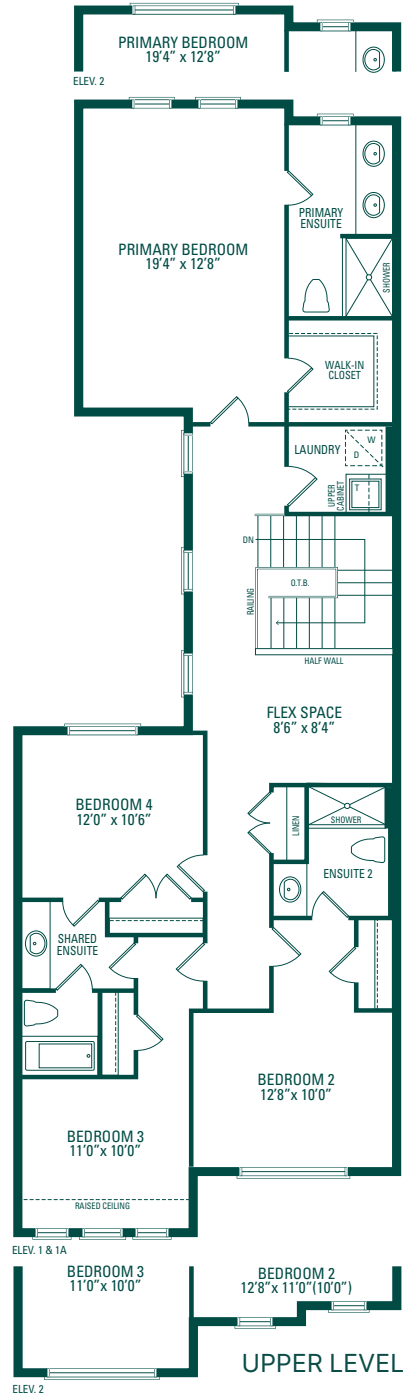 PRIMARY BEDROOM
19'4" x 12'8"
ELEV. 2
PRIMARY BEDROOM
19'4" x 12'8"
PRIMARY
ENSUITE
SHOWER
WALK-IN
CLOSET
LAUNDRY
W
D
UPPER
CABINET
T
DN
O.T.B.
RAILING
HALF WALL
FLEX SPACE
8'6" x 8'4"
BEDROOM 4
12'0" x 10'6"
LINEN
SHOWER
ENSUITE 2
SHARED
ENSUITE
BEDROOM 2
12'8"x 10'0"
BEDROOM 3
11'0"x 10'0"
RAISED CEILING
ELEV. 1 & 1A
BEDROOM 3
11'0"x 10'0"
BEDROOM 2
12'8"x 11'0"(10'0")
UPPER LEVEL
ELEV. 2